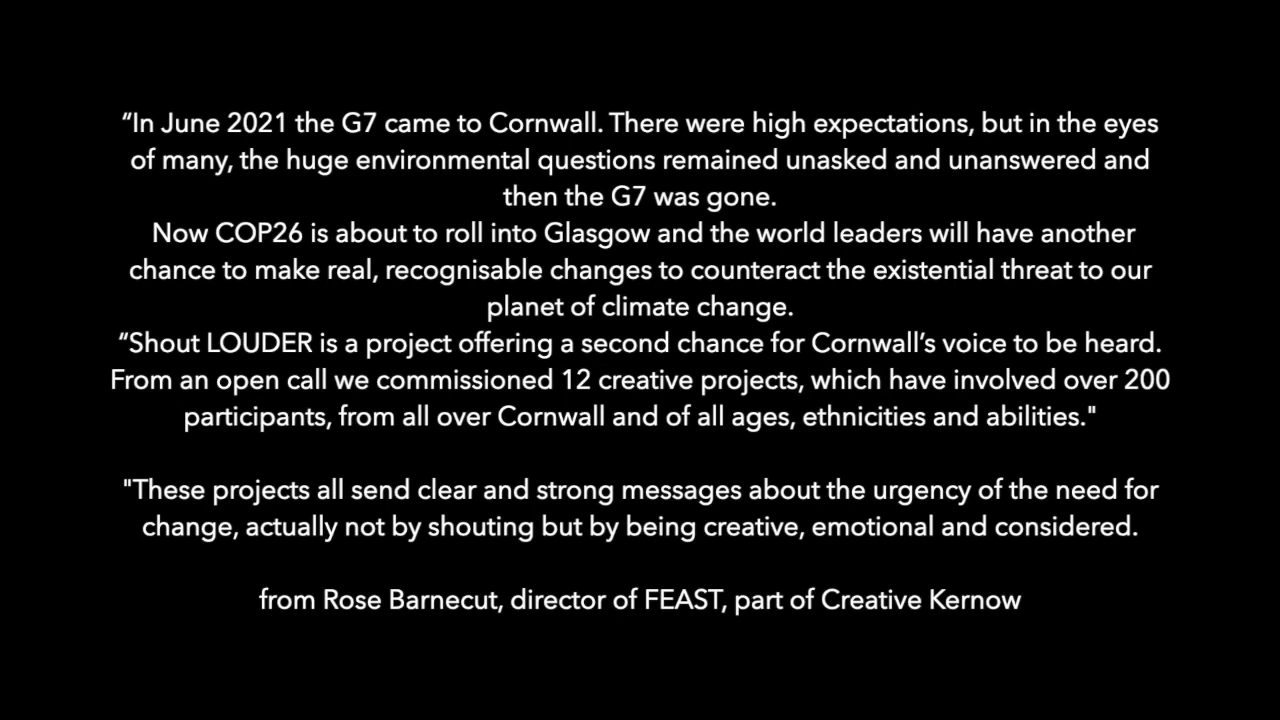 “In June 2021 the G7 came to Cornwall. There were high expectations, but in the eyes
of many, the huge environmental questions remained unasked and unanswered and
then the G7 was gone.
Now COP26 is about to roll into Glasgow and the world leaders will have another
chance to make real, recognisable changes to counteract the existential threat to our
planet of climate change.
“Shout LOUDER is a project offering a second chance for Cornwall’s voice to be heard.
From an open call we commissioned 12 creative projects, which have involved over 200
participants, from all over Cornwall and of all ages, ethnicities and abilities."
"These projects all send clear and strong messages about the urgency of the need for
change, actually not by shouting but by being creative, emotional and considered.
from Rose Barnecut, director of FEAST, part of Creative Kernow